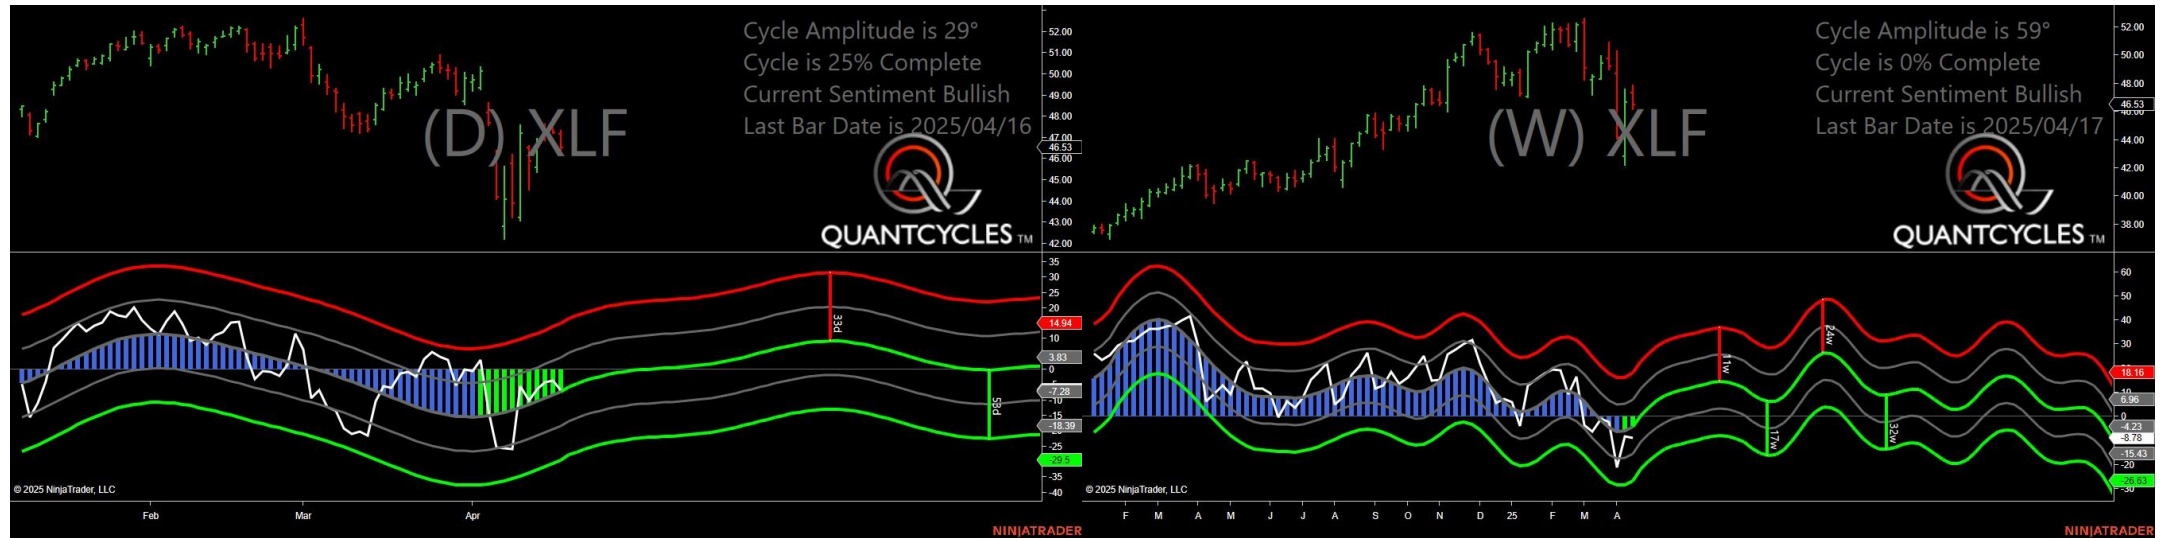 Cycle Amplitude is 29°
Cycle is 25% Complete
Current Sentiment Bullish
Last Bar Date is 2025/04/16
(D) XLF
QUANTCYCLES TM
52.00
51.00
50.00
49.00
48.00
47.00
46.53
46.00
45.00
44.00
43.00
42.00
35
30
25
20
14.94
10
3.83
0
-7.28
-10
-15
-18.39
-25
-29.5
-35
-40
33d
53d
© 2025 NinjaTrader, LLC
Feb Mar Apr
NINJATRADER
Cycle Amplitude is 59°
Cycle is 0% Complete
Current Sentiment Bullish
Last Bar Date is 2025/04/17
(W) XLF
QUANTCYCLES TM
52.00
50.00
48.00
46.53
44.00
42.00
40.00
38.00
60
50
40
30
18.16
10
6.96
0
-4.23
-8.78
-15.43
-20
-26.63
-30
11w
17w
24w
32w
© 2025 NinjaTrader, LLC
F M A M J J A S O N D 25 F M A
NINJATRADER